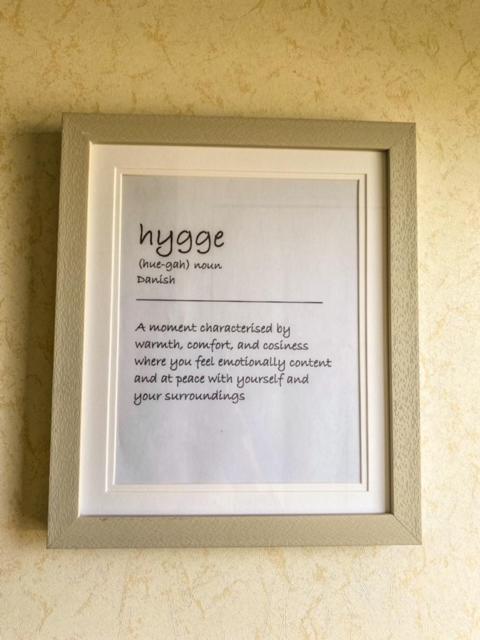 hygge
(hue-gah) noun
Danish
A moment characterised by
warmth, comfort, and cosiness
where you feel emotionally content
and at peace with yourself and
your surroundings